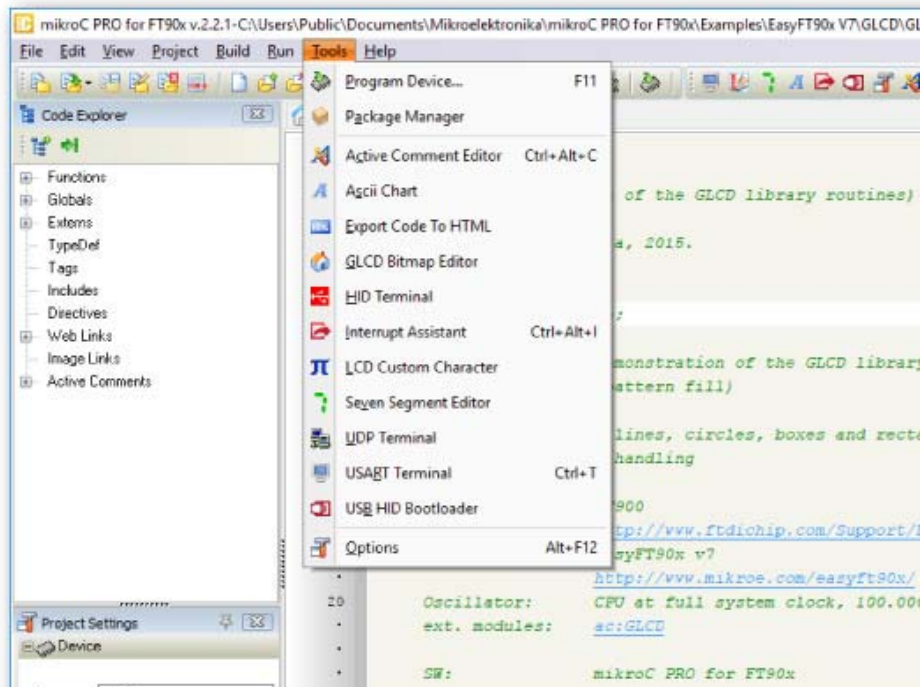 mikroC PRO for FT90x v.2.2.1-C:\Users\Public\Documents\Mikroelektronika\mikroC PRO for FT90x\Examples\EasyFT90x V7\GLCD\GL
File Edit View Project Build Run Tools Help
Code Explorer
Functions
Globals
Externs
TypeDef
Tags
Includes
Directives
Web Links
Image Links
Active Comments
Program Device... F11
Package Manager
Active Comment Editor Ctrl+Alt+C
Ascii Chart
Export Code To HTML
GLCD Bitmap Editor
HID Terminal
Interrupt Assistant Ctrl+Alt+I
LCD Custom Character
Seven Segment Editor
UDP Terminal
USART Terminal Ctrl+T
USB HID Bootloader
Options Alt+F12
of the GLCD library routines)
a, 2015.
:
monstration of the GLCD library
attern fill)
lines, circles, boxes and recta
handling
900
tp://www.ftdichip.com/Support/
syFT90x v7
http://www.mikroe.com/easyft90x/
20 Oscillator: CPU at full system clock, 100.00
ext. modules: ac:GLCD
SW: mikroC PRO for FT90x
Project Settings
Device